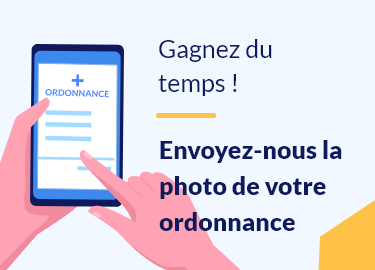 Gagnez du
temps !
ORDONNANCE
Envoyez-nous la
photo de votre
ordonnance